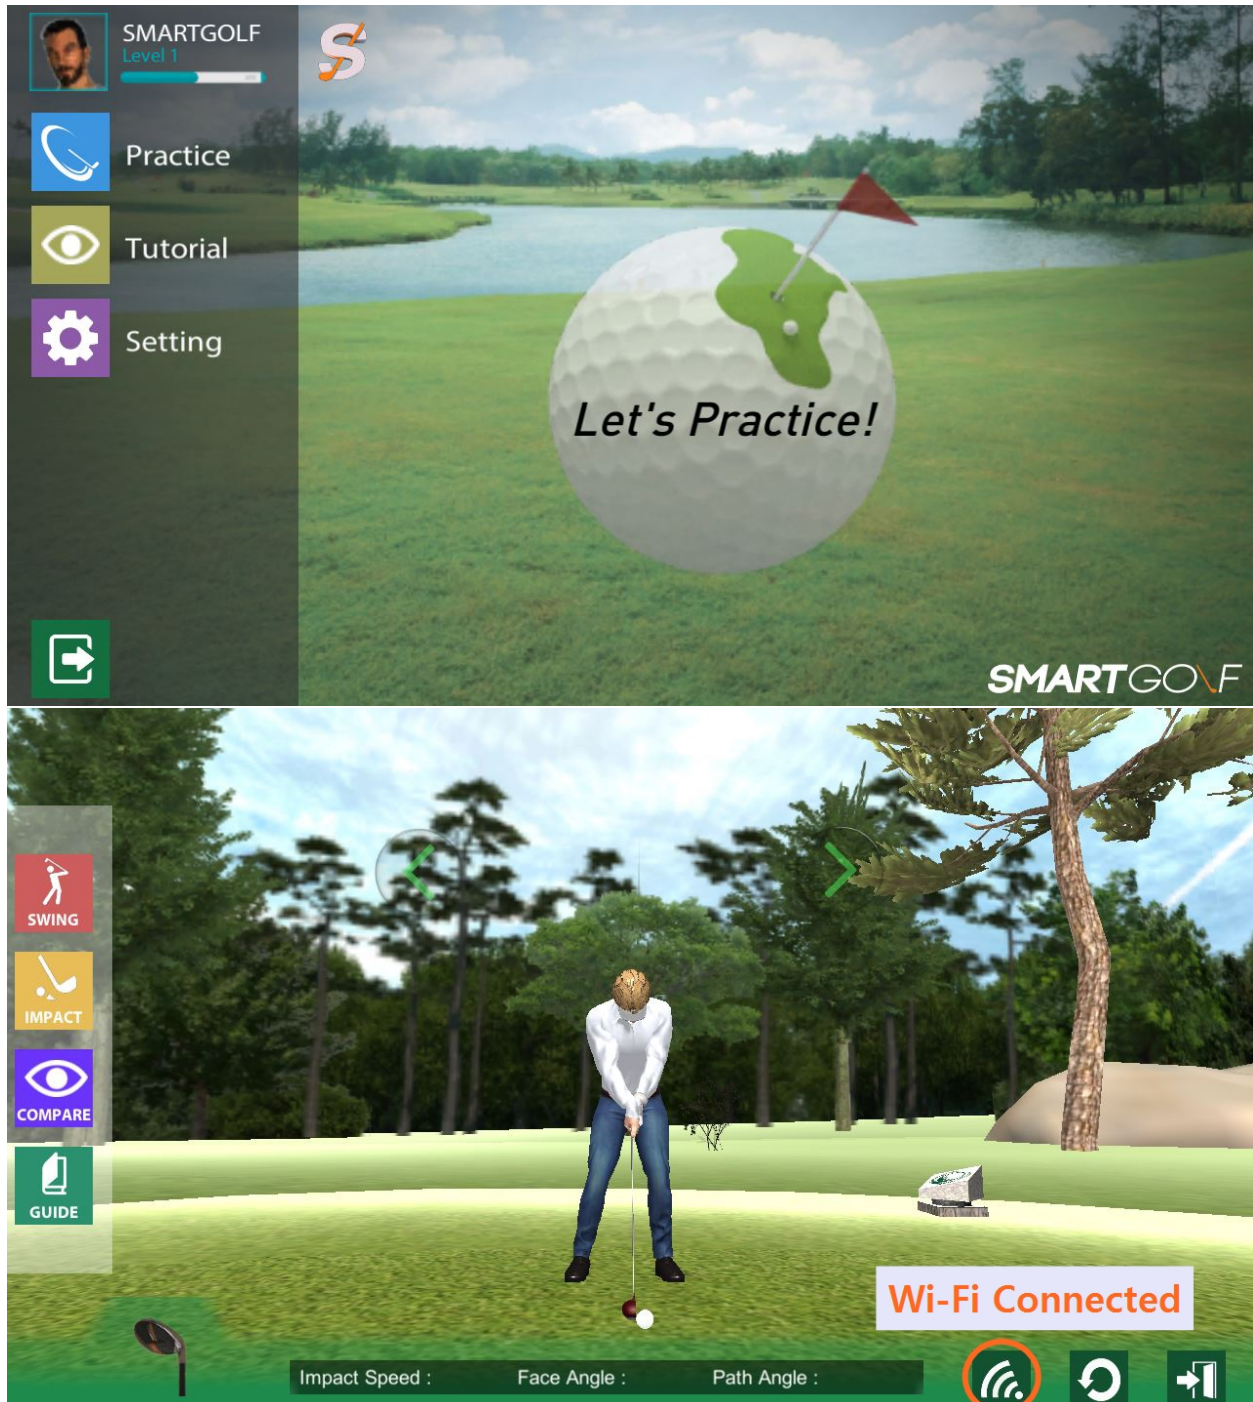 SMARTGOLF
Level 1
S
Practice
Tutorial
Setting
Let's Practice!
SMARTGOLF
SWING
IMPACT
COMPARE
GUIDE
Wi-Fi Connected
Impact Speed :
Face Angle :
Path Angle :